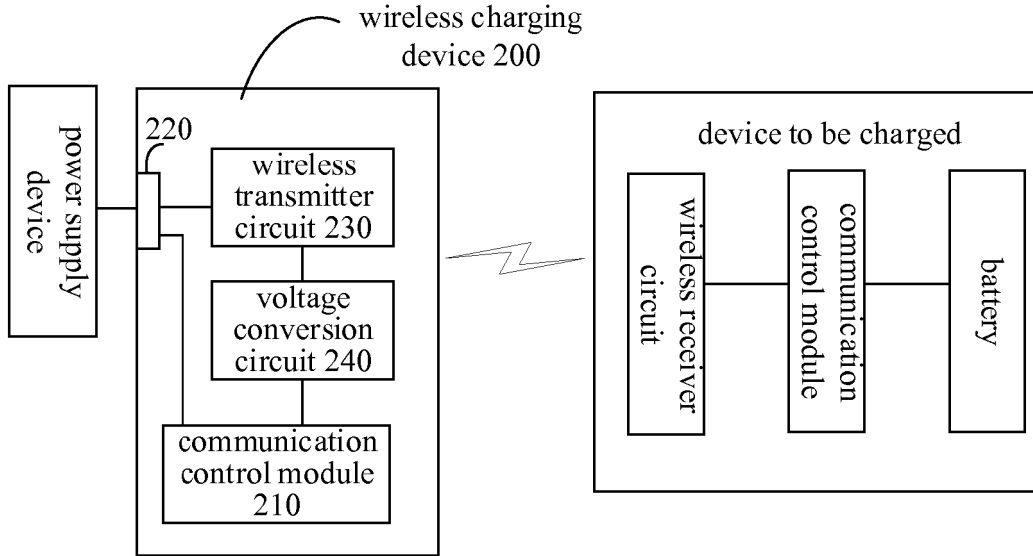 wireless charging
device 200
power supply
device
220
wireless
transmitter
circuit 230
voltage
conversion
circuit 240
communication
control module
210
device to be charged
wireless receiver
circuit
communication
control module
battery